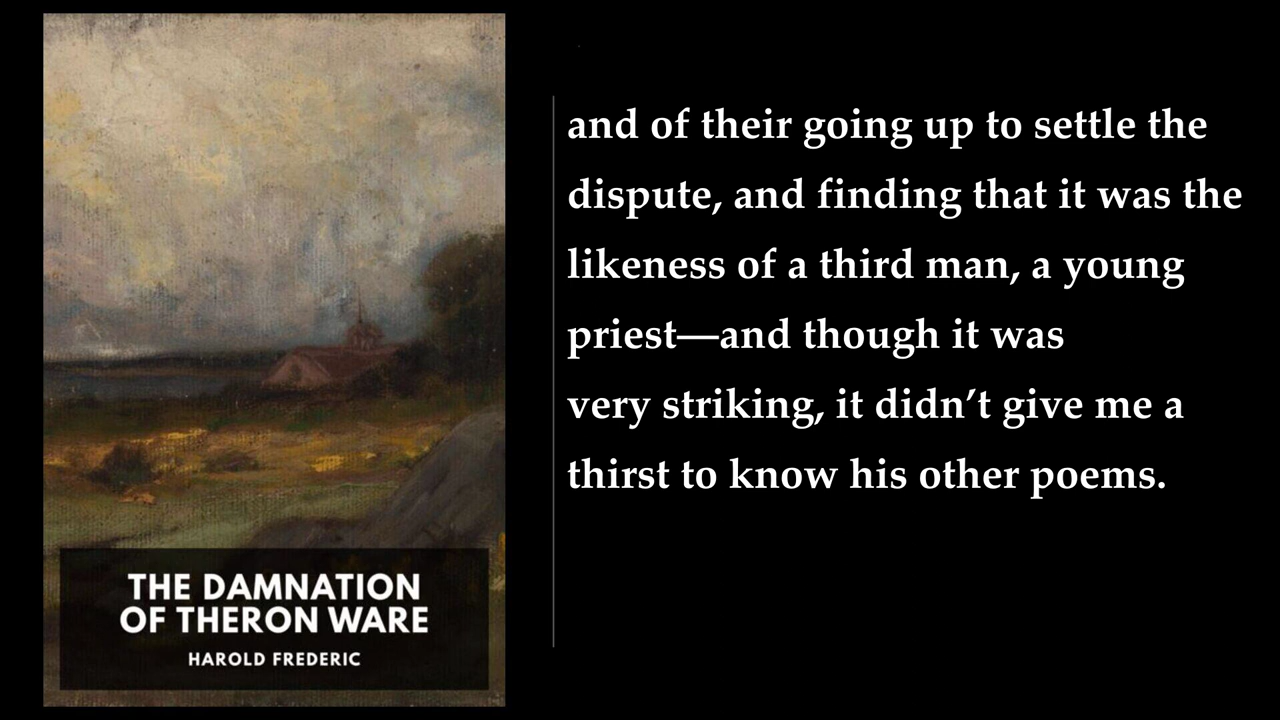 and of their going up to settle the
dispute, and finding that it was the
likeness of a third man, a young
priest—and though it was
very striking, it didn’t give me a
thirst to know his other poems.
THE DAMNATION
OF THERON WARE
HAROLD FREDERIC